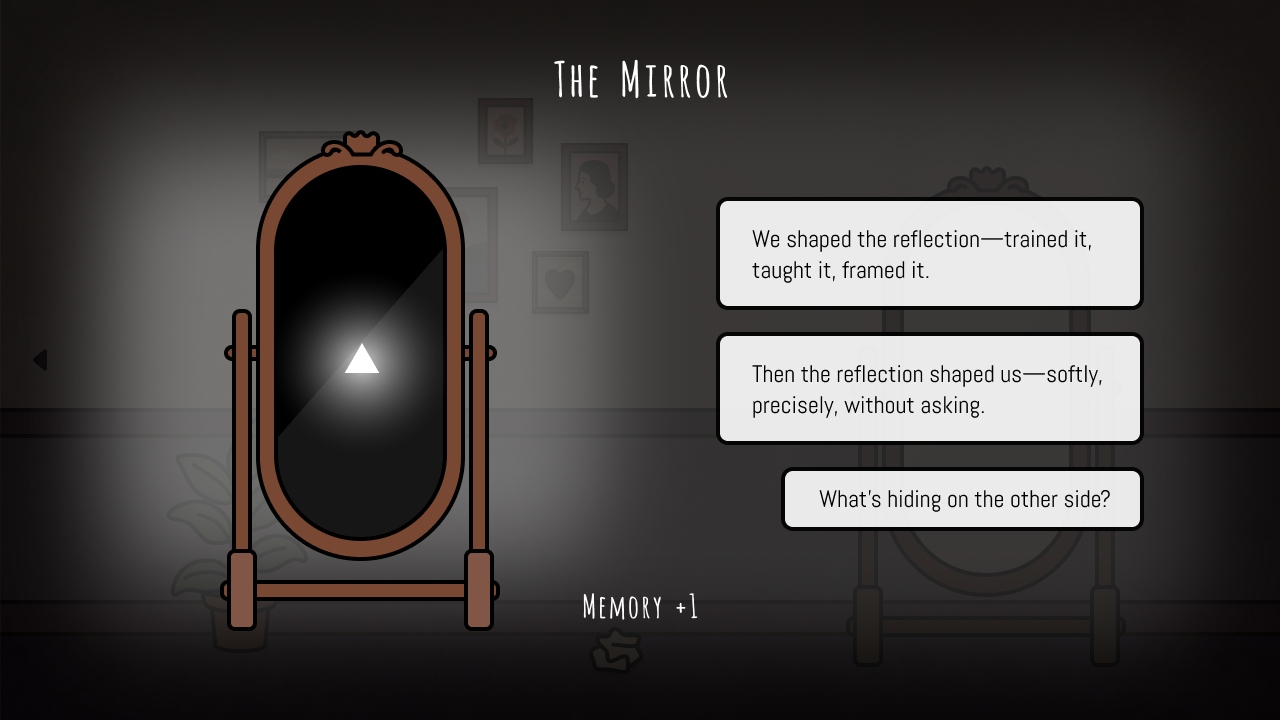 The Mirror
We shaped the reflection—trained it,
taught it, framed it.
Then the reflection shaped us—softly,
precisely, without asking.
What's hiding on the other side?
Memory +1